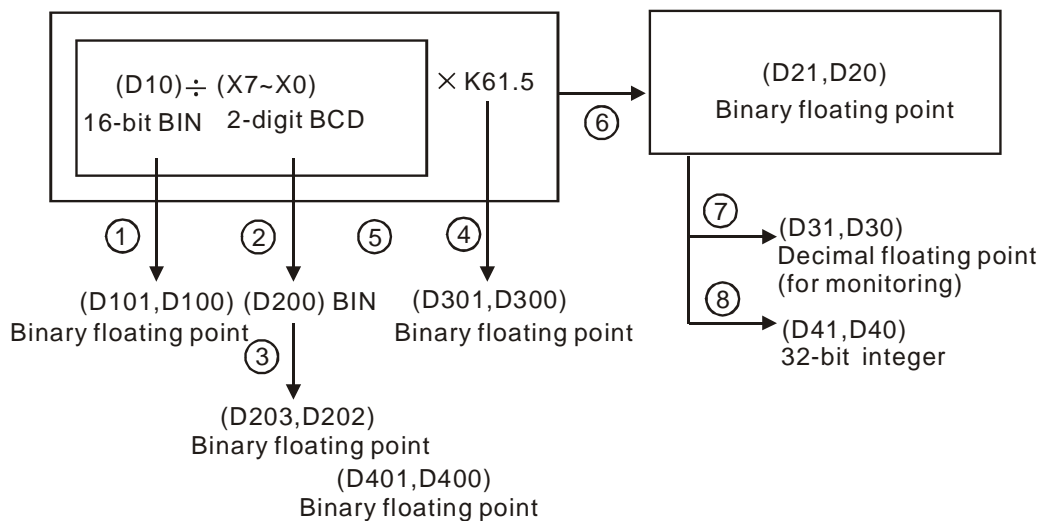 (D10) ÷ (X7~X0)
16-bit BIN 2-digit BCD
× K61.5
6
(D21,D20)
Binary floating point
1
2
5
4
(D101,D100) (D200) BIN
Binary floating point
(D301,D300)
Binary floating point
3
(D203,D202)
Binary floating point
(D401,D400)
Binary floating point
7
(D31,D30)
Decimal floating point
(for monitoring)
8
(D41,D40)
32-bit integer